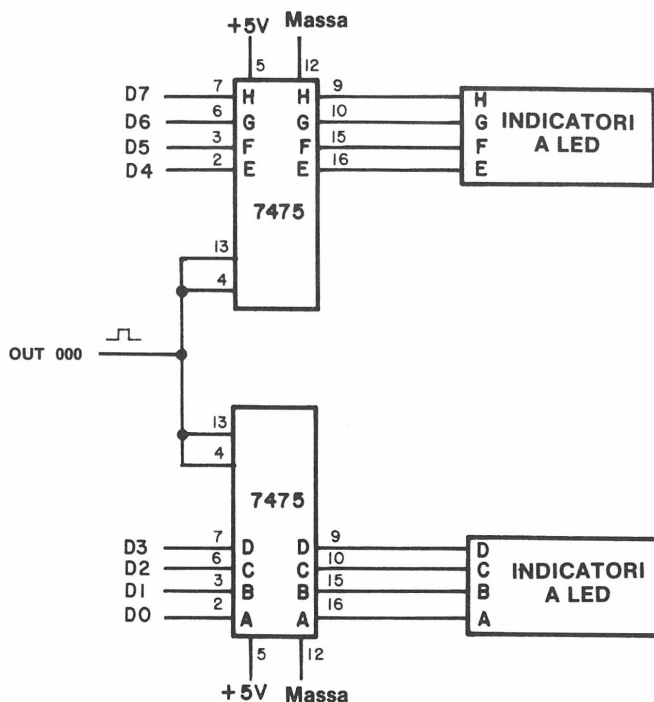 +5V Massa
5 12
D7 7 H H 9 H
D6 6 G G 10 G
D5 3 F F 15 F
D4 2 E E 16 E
INDICATORI
A LED
7475
13
4
OUT 000
13
4
7475
D3 7 D D 9 D
D2 6 C C 10 C
D1 3 B B 15 B
D0 2 A A 16 A
INDICATORI
A LED
5 12
+5V Massa